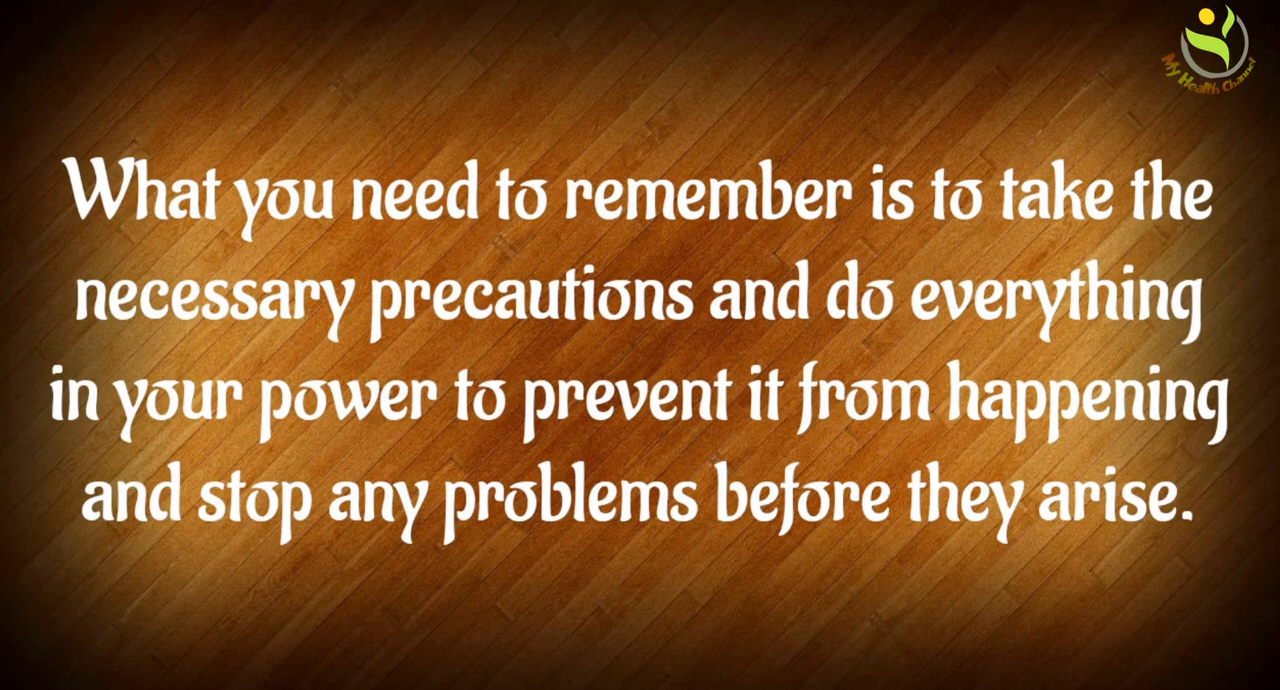 My Health Channel
What you need to remember is to take the
necessary precautions and do everything
in your power to prevent it from happening
and stop any problems before they arise.